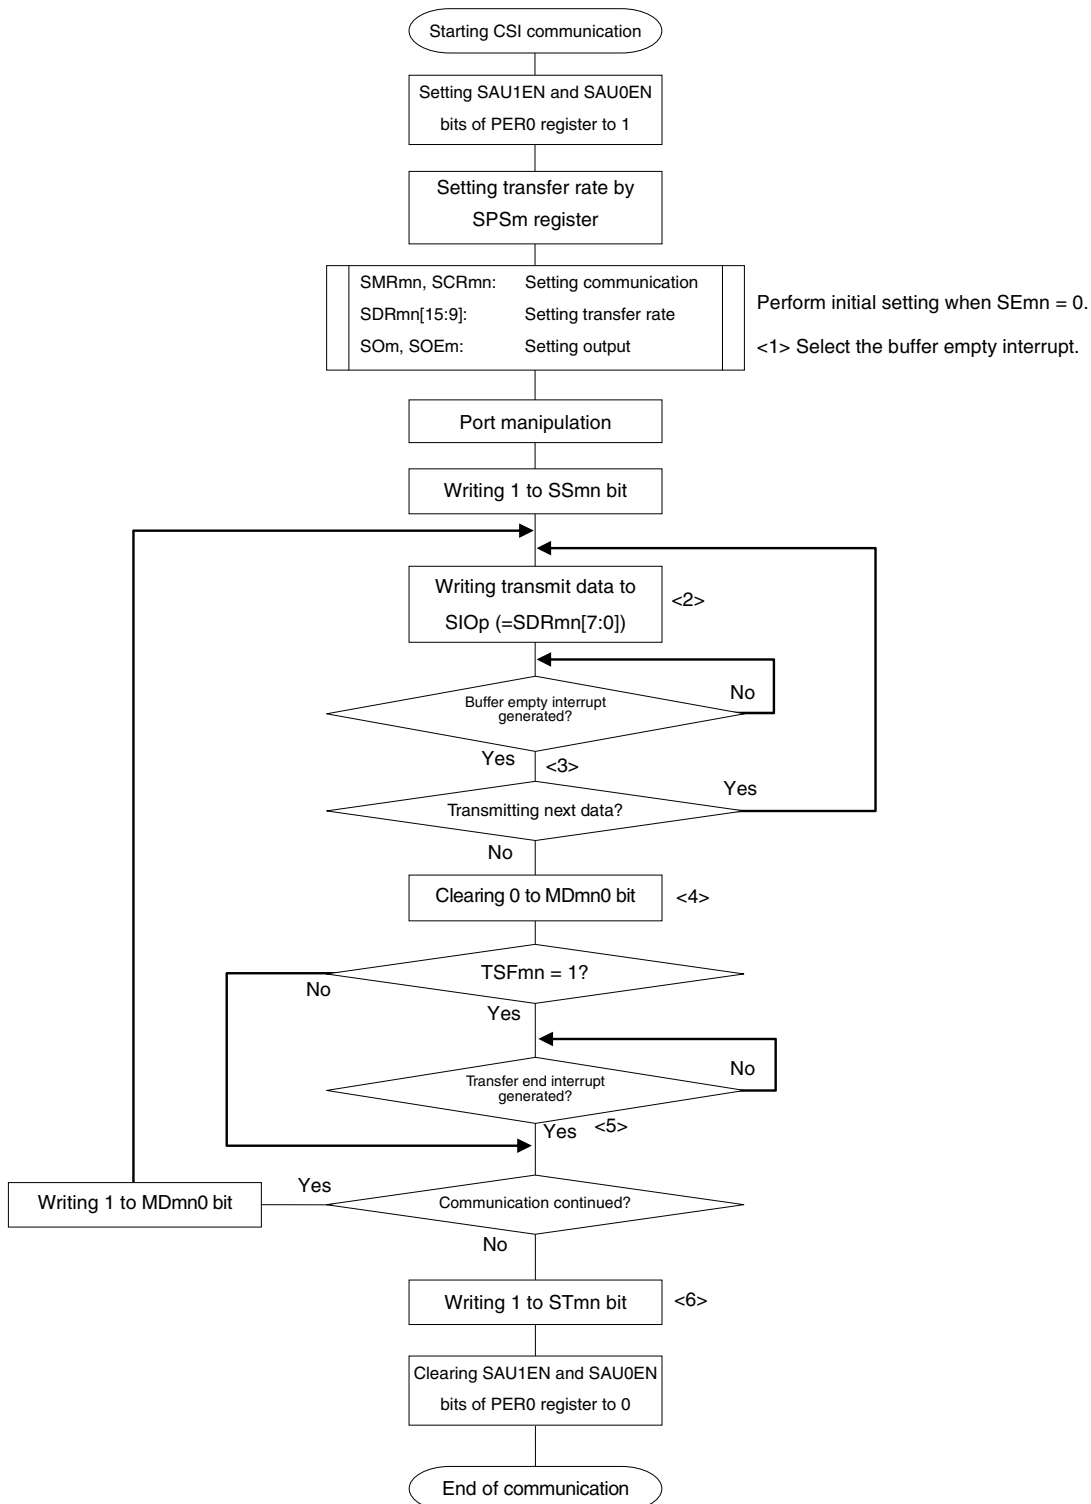 Starting CSI communication
Setting SAU1EN and SAU0EN
bits of PER0 register to 1
Setting transfer rate by
SPSm register
SMRmn, SCRmn: Setting communication
SDRmn[15:9]: Setting transfer rate
SOm, SOEm: Setting output
Perform initial setting when SEmn = 0.
<1> Select the buffer empty interrupt.
Port manipulation
Writing 1 to SSmn bit
Writing transmit data to
SIOp (=SDRmn[7:0])
<2>
Buffer empty interrupt
generated?
No
Yes
<3>
Transmitting next data?
Yes
No
Clearing 0 to MDmn0 bit
<4>
TSFmn = 1?
No
Yes
Transfer end interrupt
generated?
No
Yes
<5>
Communication continued?
Yes
Writing 1 to MDmn0 bit
No
Writing 1 to STmn bit
<6>
Clearing SAU1EN and SAU0EN
bits of PER0 register to 0
End of communication